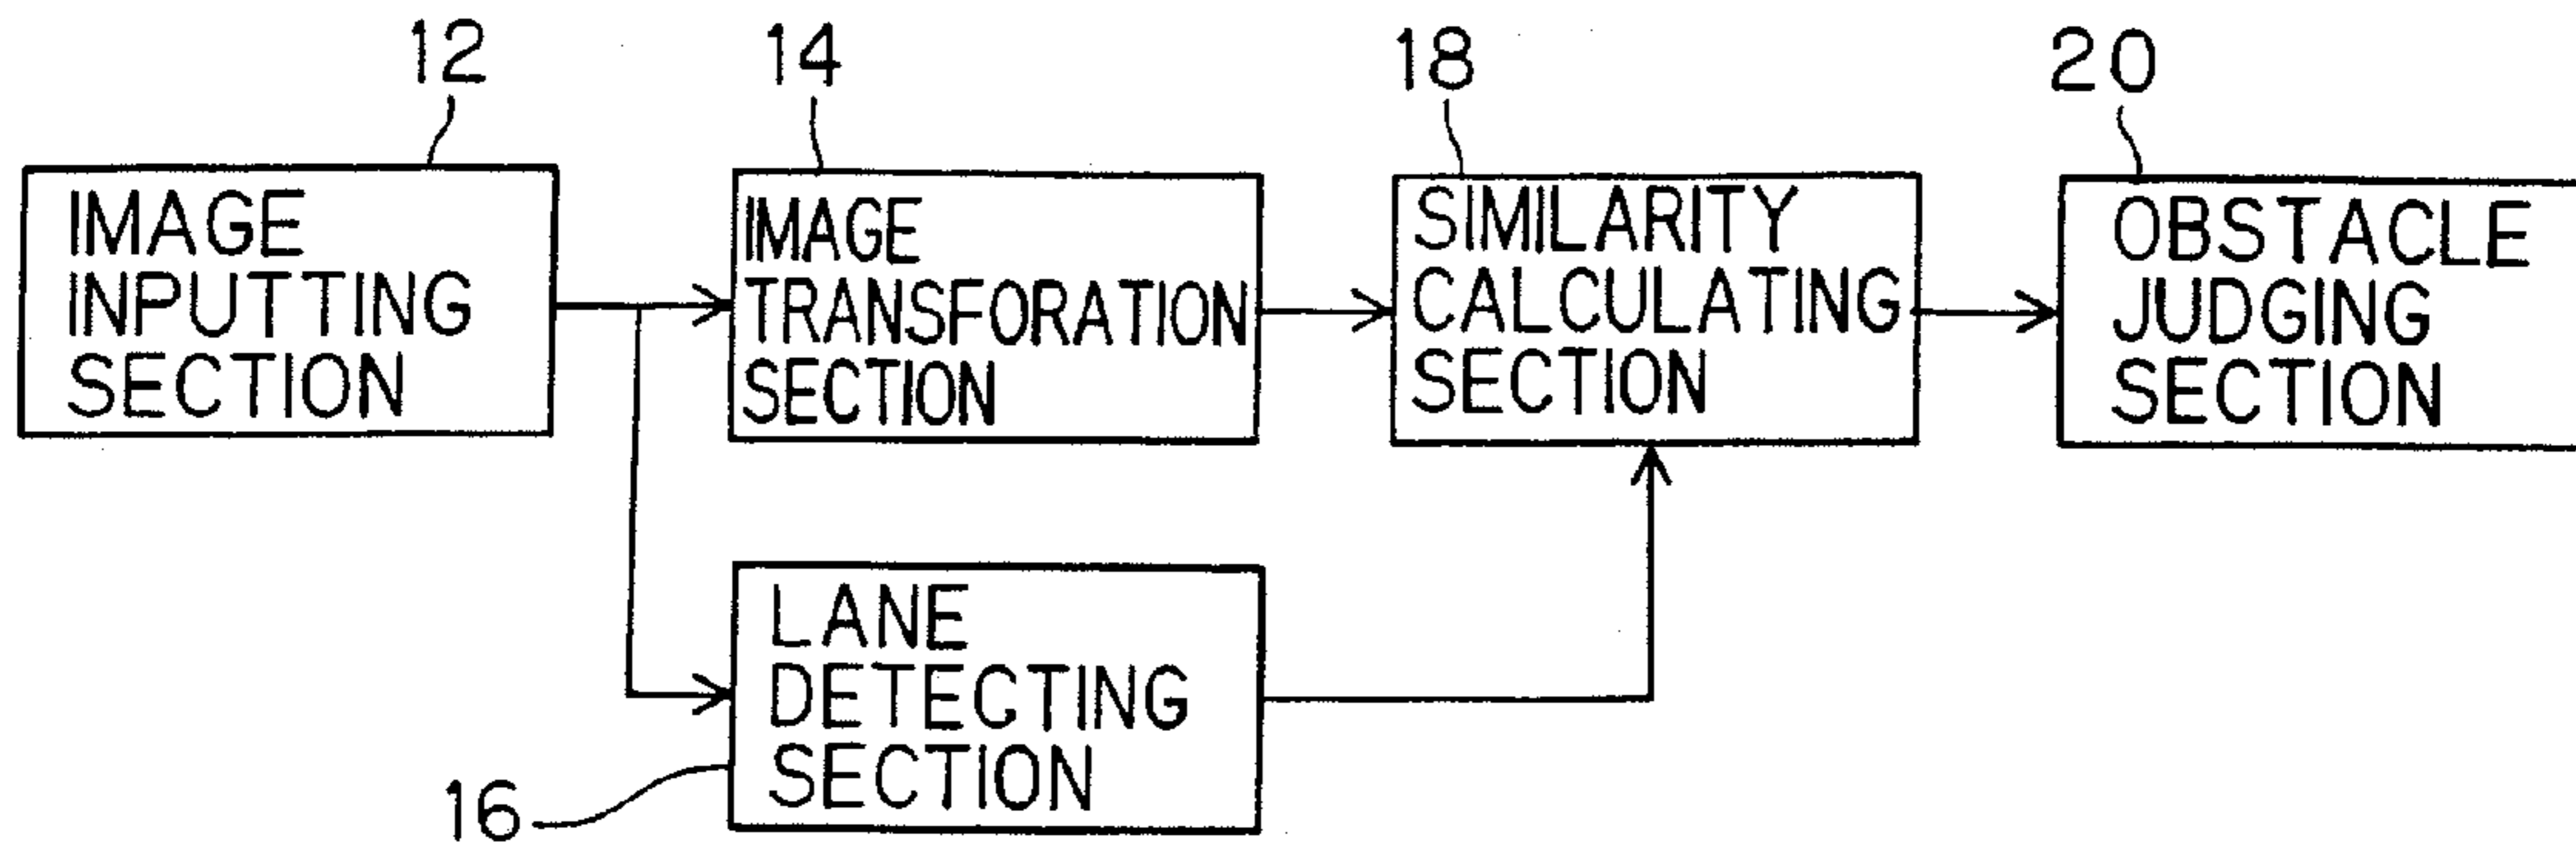 12
14
18
20
IMAGE
INPUTTING
SECTION
IMAGE
TRANSFORATION
SECTION
SIMILARITY
CALCULATING
SECTION
OBSTACLE
JUDGING
SECTION
LANE
DETECTING
SECTION
16